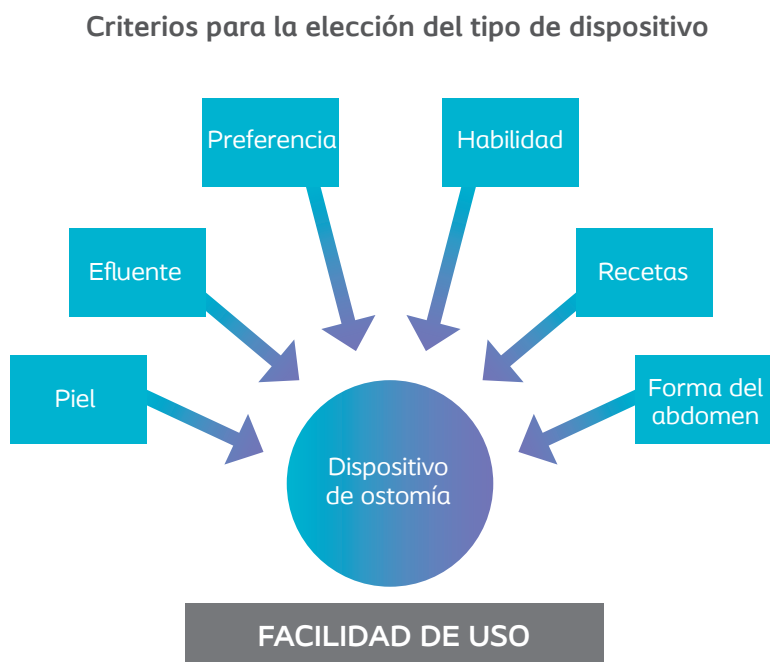 Criterios para la elección del tipo de dispositivo
Preferencia
Habilidad
Efluente
Recetas
Piel
Forma del
abdomen
Dispositivo
de ostomía
FACILIDAD DE USO